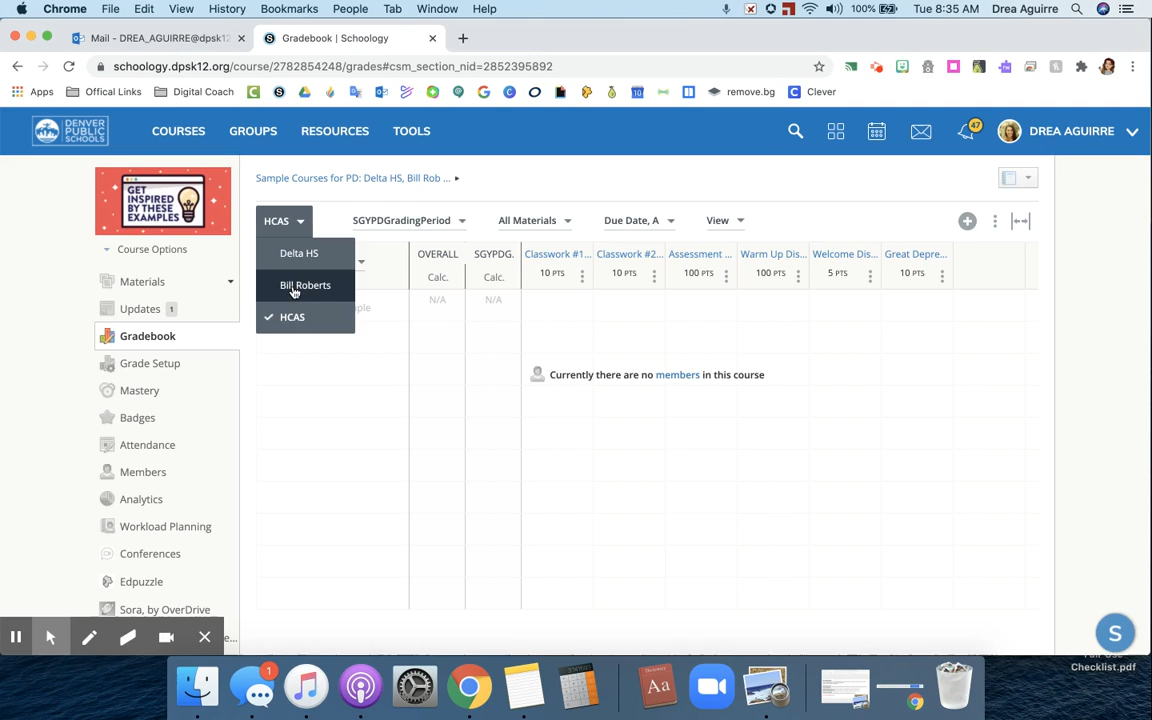 Chrome File Edit View History Bookmarks People Tab Window Help 100% Tue 8:35 AM Drea Aguirre
Mail - DREA_AGUIRRE@dpsk12 Gradebook | Schoology
schoology.dpsk12.org/course/2782854248/grades#csm_section_nid=2852395892
Apps Offical Links Digital Coach remove.bg Clever
DENVER PUBLIC SCHOOLS COURSES GROUPS RESOURCES TOOLS 47 DREA AGUIRRE
GET INSPIRED BY THESE EXAMPLES
Sample Courses for PD: Delta HS, Bill Rob ...
HCAS SGYPDGradingPeriod All Materials Due Date, A View
Course Options
Delta HS
Bill Roberts
HCAS
OVERALL SGYPDG. Classwork #1... Classwork #2... Assessment ... Warm Up Dis... Welcome Dis... Great Depre...
Calc. Calc. 10 PTS 10 PTS 100 PTS 100 PTS 5 PTS 10 PTS
N/A N/A
Currently there are no members in this course
Materials
Updates 1
Gradebook
Grade Setup
Mastery
Badges
Attendance
Members
Analytics
Workload Planning
Conferences
Edpuzzle
Sora, by OverDrive
S
Checklist.pdf
1
Aa